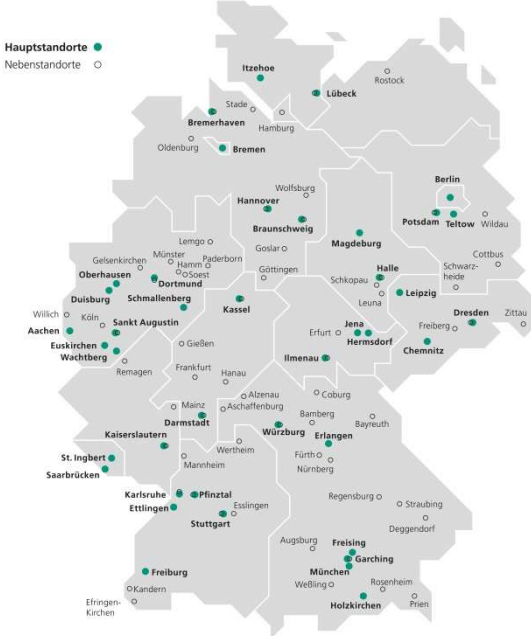 Hauptstandorte
Nebenstandorte
Itzehoe
Rostock
Lübeck
Stade
Bremerhaven
Hamburg
Oldenburg
Bremen
Berlin
Wolfsburg
Hannover
Potsdam
Teltow
Wildau
Braunschweig
Magdeburg
Lemgo
Goslar
Cottbus
Münster
Paderborn
Gelsenkirchen
Hamm
Soest
Göttingen
Halle
Schwarz-
heide
Oberhausen
Dortmund
Schkopau
Leipzig
Duisburg
Schmallenberg
Kassel
Leuna
Willich
Köln
Sankt Augustin
Dresden
Zittau
Aachen
Erfurt
Jena
Hermsdorf
Freiberg
Euskirchen
Gießen
Chemnitz
Wachtberg
Ilmenau
Remagen
Frankfurt
Hanau
Alzenau
Coburg
Mainz
Aschaffenburg
Bamberg
Bayreuth
Darmstadt
Würzburg
Kaiserslautern
Erlangen
Wertheim
Fürth
St. Ingbert
Mannheim
Nürnberg
Saarbrücken
Karlsruhe
Pfinztal
Regensburg
Straubing
Ettlingen
Esslingen
Stuttgart
Deggendorf
Augsburg
Freising
Garching
Freiburg
München
Weßling
Rosenheim
Kandern
Holzkirchen
Prien
Efringen-
Kirchen